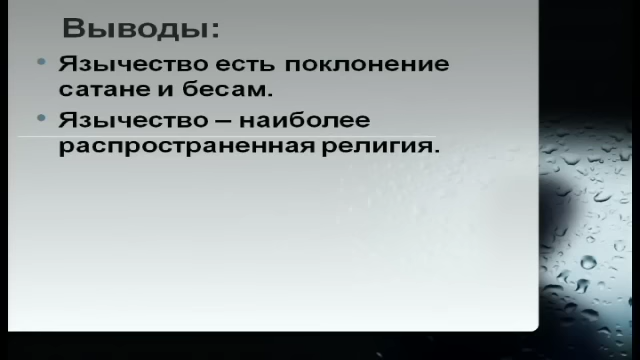 Выводы:
Язычество есть поклонение
сатане и бесам.
Язычество – наиболее
распространенная религия.